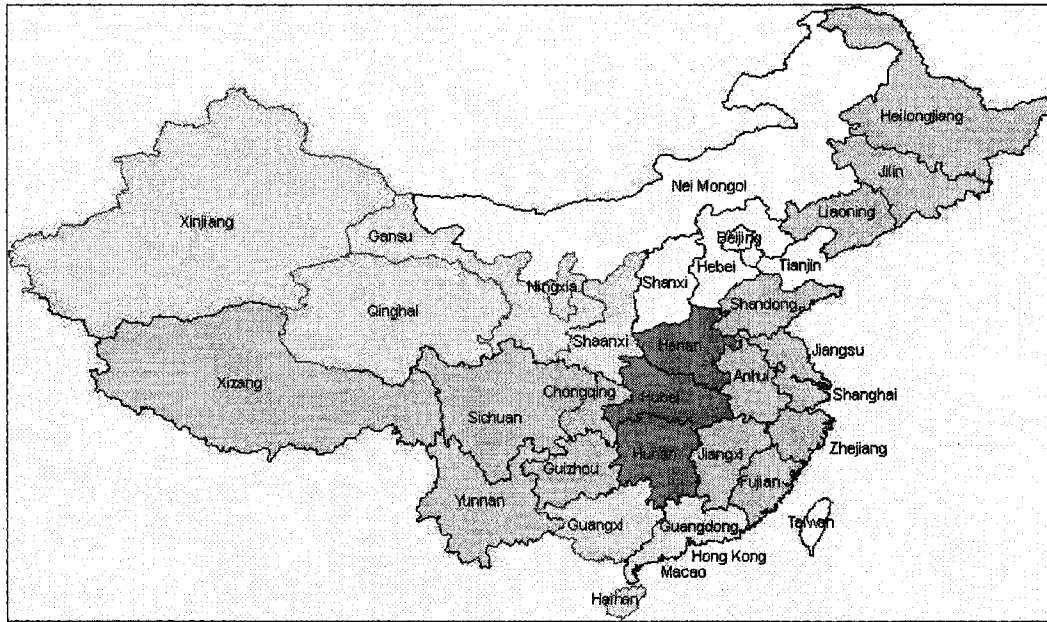 Heilongjiang
Jilin
Nei Mongol
Liaoning
Xinjiang
Gansu
Beijing
Tianjin
Hebei
Shanxi
Ningxia
Shandong
Qinghai
Shaanxi
Henan
Jiangsu
Anhui
Xizang
Chongqing
Hubei
Shanghai
Sichuan
Zhejiang
Hunan
Jiangxi
Guizhou
Fujian
Yunnan
Guangxi
Guangdong
Taiwan
Hong Kong
Macao
Hainan